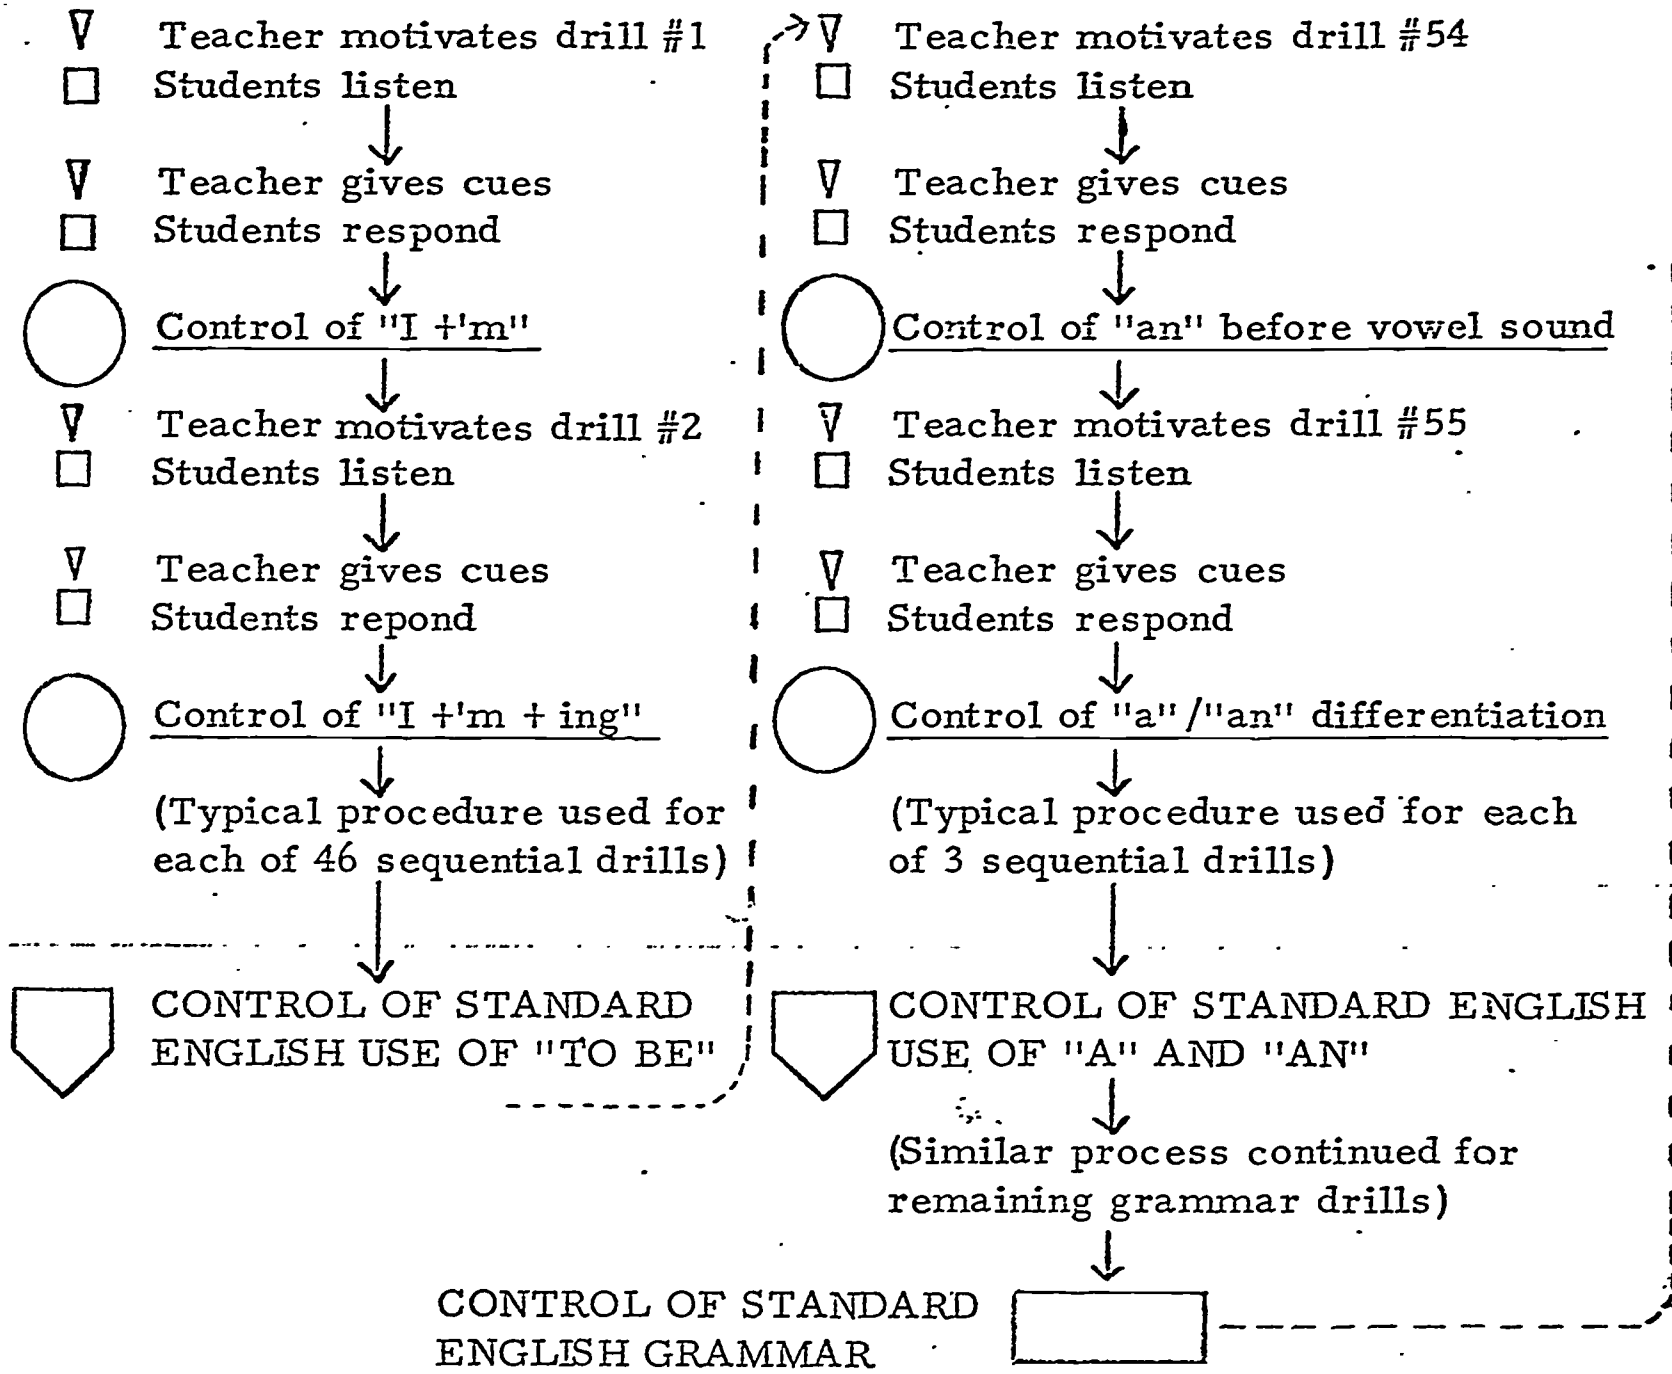 Teacher motivates drill #1
Students listen
Teacher gives cues
Students respond
Control of "I +'m"
Teacher motivates drill #2
Students listen
Teacher gives cues
Students repond
Control of "I +'m + ing"
(Typical procedure used for
each of 46 sequential drills)
CONTROL OF STANDARD
ENGLISH USE OF "TO BE"
Teacher motivates drill #54
Students listen
Teacher gives cues
Students respond
Control of "an" before vowel sound
Teacher motivates drill #55
Students listen
Teacher gives cues
Students respond
Control of "a"/"an" differentiation
(Typical procedure used for each
of 3 sequential drills)
CONTROL OF STANDARD ENGLISH
USE OF "A" AND "AN"
(Similar process continued for
remaining grammar drills)
CONTROL OF STANDARD
ENGLISH GRAMMAR